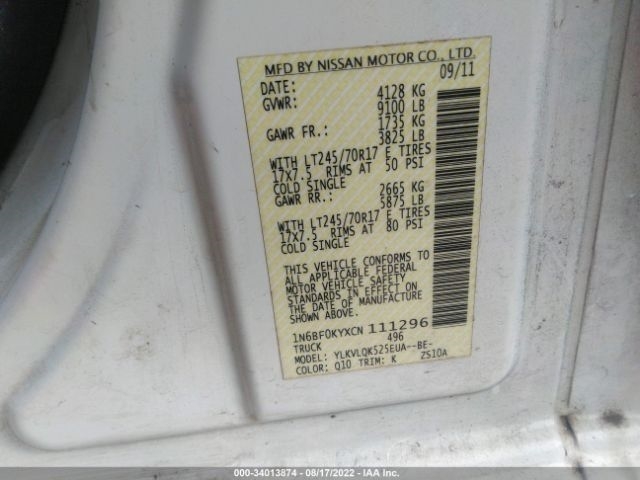 MFD BY NISSAN MOTOR CO., LTD.
DATE: 09/11
GVWR: 4128 KG
9100 LB
GAWR FR.: 1735 KG
3825 LB
WITH LT245/70R17 E TIRES
17X7.5 RIMS AT 50 PSI
COLD SINGLE
GAWR RR.: 2665 KG
5875 LB
WITH LT245/70R17 E TIRES
17X7.5 RIMS AT 80 PSI
COLD SINGLE
THIS VEHICLE CONFORMS TO
ALL APPLICABLE FEDERAL
MOTOR VEHICLE SAFETY
STANDARDS IN EFFECT ON THE
DATE OF MANUFACTURE
SHOWN ABOVE.
1N6BF0KYXCN 111296
TRUCK 496
MODEL: YLKVLQK525EUA--BE-
COLOR: Q10 TRIM: K ZS10A
000-34013874 - 08/17/2022 - IAA Inc.